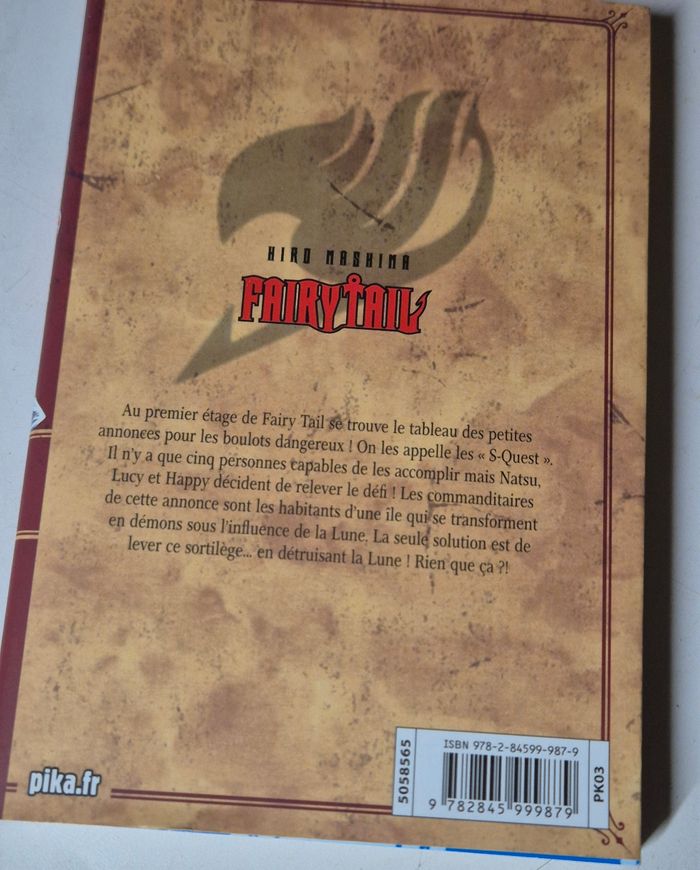 HIRO MASHIMA
FAIRY TAIL
Au premier étage de Fairy Tail se trouve le tableau des petites
annonces pour les boulots dangereux ! On les appelle les « S-Quest ».
Il n'y a que cinq personnes capables de les accomplir mais Natsu,
Lucy et Happy décident de relever le défi ! Les commanditaires
de cette annonce sont les habitants d'une île qui se transforment
en démons sous l'influence de la Lune. La seule solution est de
lever ce sortilège... en détruisant la Lune ! Rien que ça ?!
pika.fr
5058565
ISBN 978-2-84599-987-9
9 782845 999879
PK03